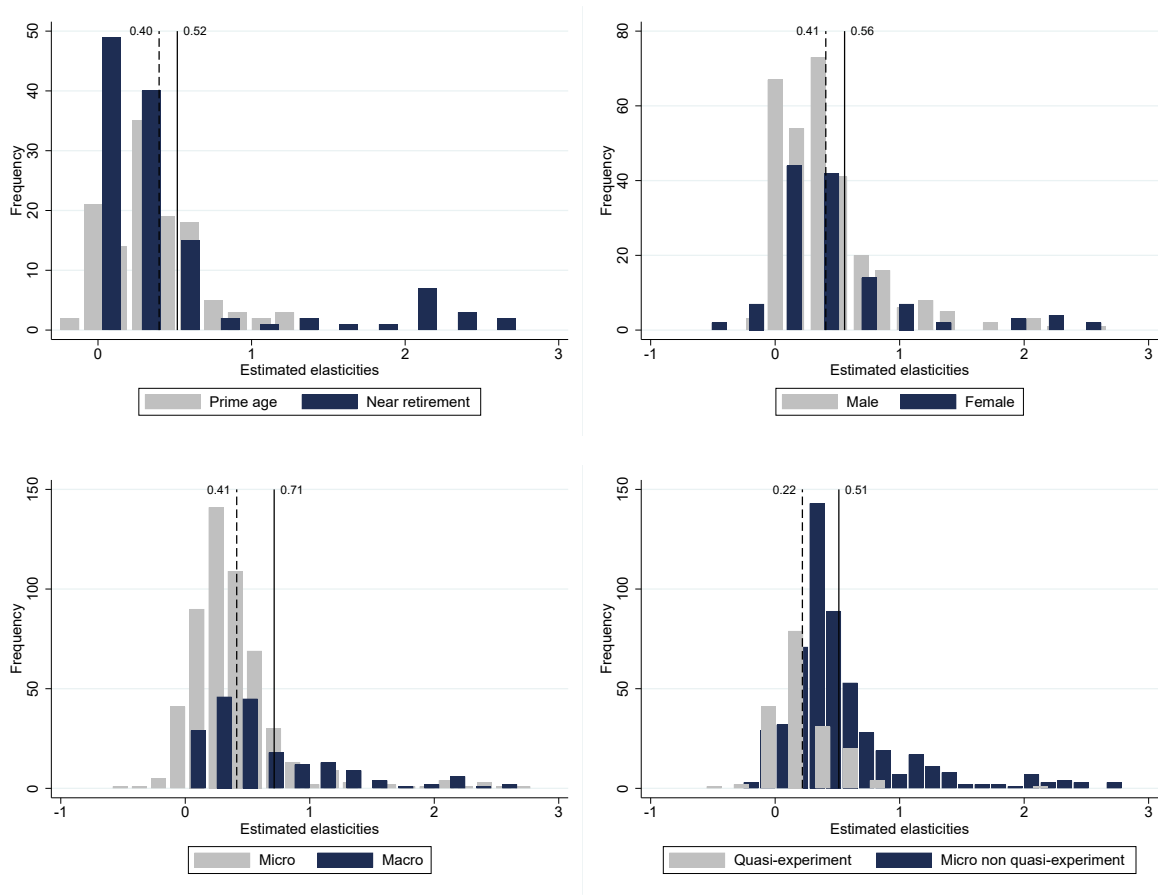 0.40 0.52
50
40
30
20
10
0
Frequency
0 1 2 3
Estimated elasticities
Prime age Near retirement
0.41 0.56
80
60
40
20
0
Frequency
-1 0 1 2 3
Estimated elasticities
Male Female
0.41 0.71
150
100
50
0
Frequency
-1 0 1 2 3
Estimated elasticities
Micro Macro
0.22 0.51
150
100
50
0
Frequency
-1 0 1 2 3
Estimated elasticities
Quasi-experiment Micro non quasi-experiment